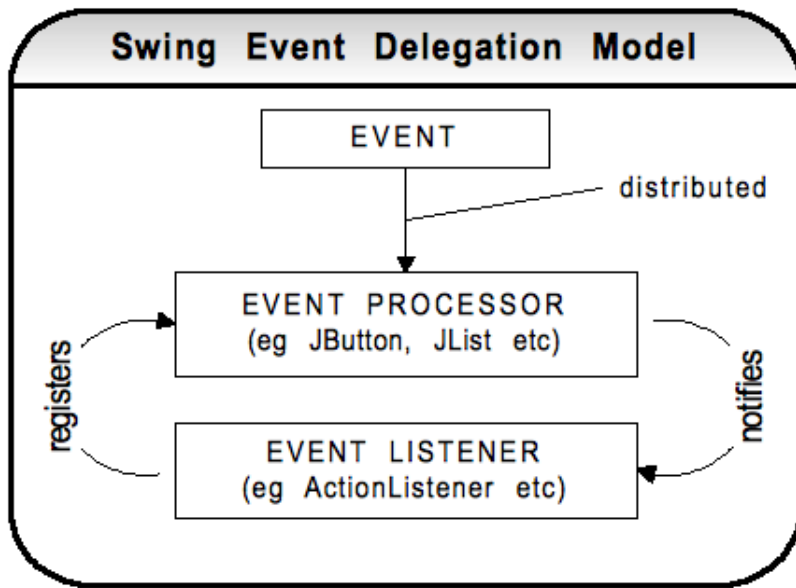 Swing Event Delegation Model
EVENT
distributed
EVENT PROCESSOR
(eg JButton, JList etc)
registers
notifies
EVENT LISTENER
(eg ActionListener etc)